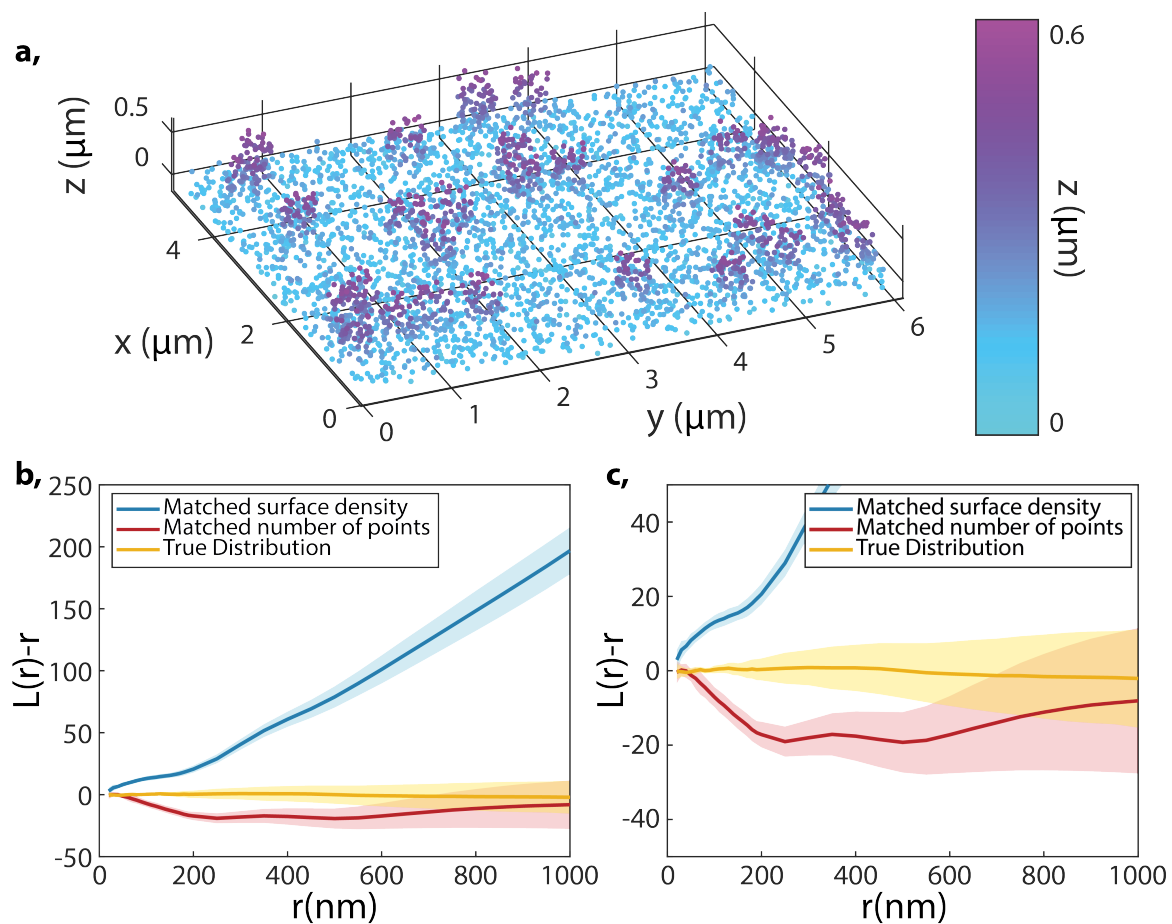 a,
0.5
0
z (µm)
4
2
0
x (µm)
0
1
2
3
4
5
6
y (µm)
0.6
z (µm)
0
b,
250
200
150
100
50
0
-50
L(r)-r
Matched surface density
Matched number of points
True Distribution
0
200
400
600
800
1000
r(nm)
c,
40
20
0
-20
-40
L(r)-r
Matched surface density
Matched number of points
True Distribution
0
200
400
600
800
1000
r(nm)